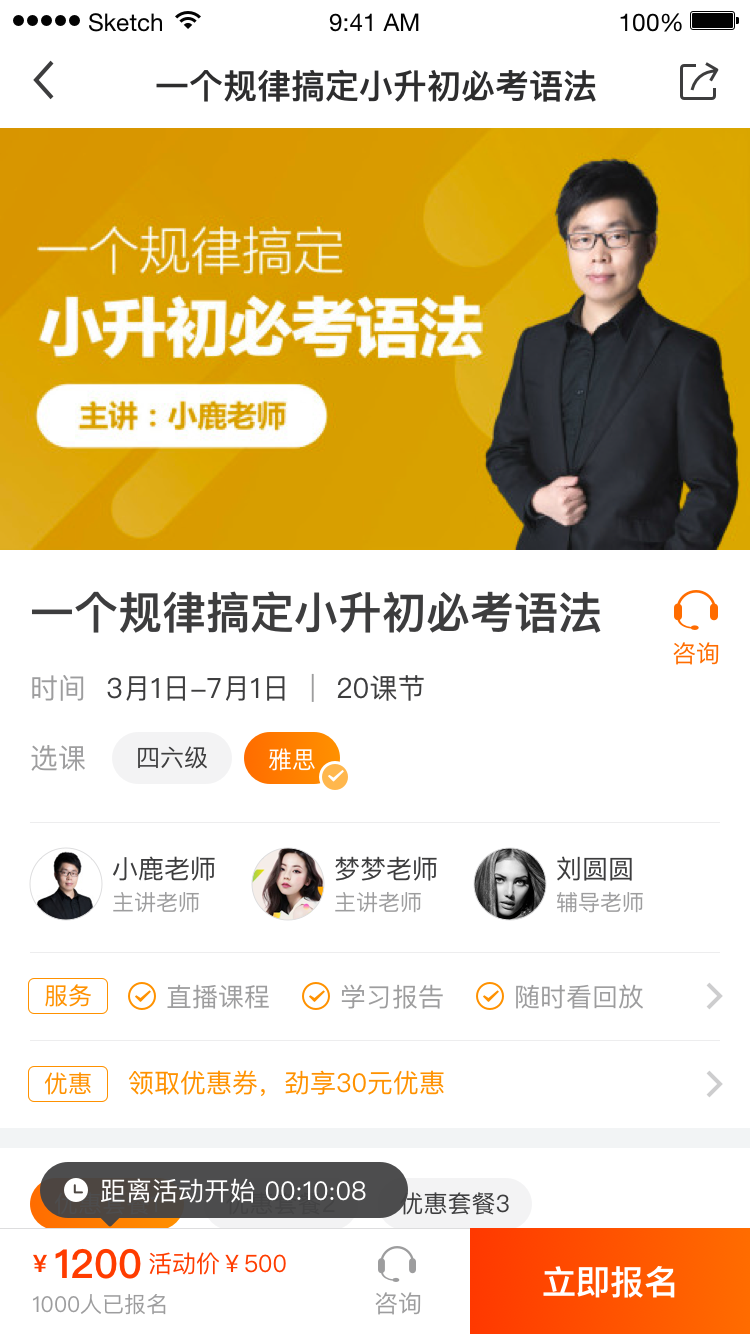 ●●●●● Sketch 9:41 AM 100%
一个规律搞定小升初必考语法
一个规律搞定
小升初必考语法
主讲：小鹿老师
一个规律搞定小升初必考语法
咨询
时间 3月1日-7月1日 | 20课节
选课 四六级 雅思
小鹿老师 梦梦老师 刘圆圆
主讲老师 主讲老师 辅导老师
服务 直播课程 学习报告 随时看回放
优惠 领取优惠券，劲享30元优惠
距离活动开始 00:10:08
优惠套餐2 优惠套餐3
¥1200 活动价¥500
1000人已报名
咨询
立即报名